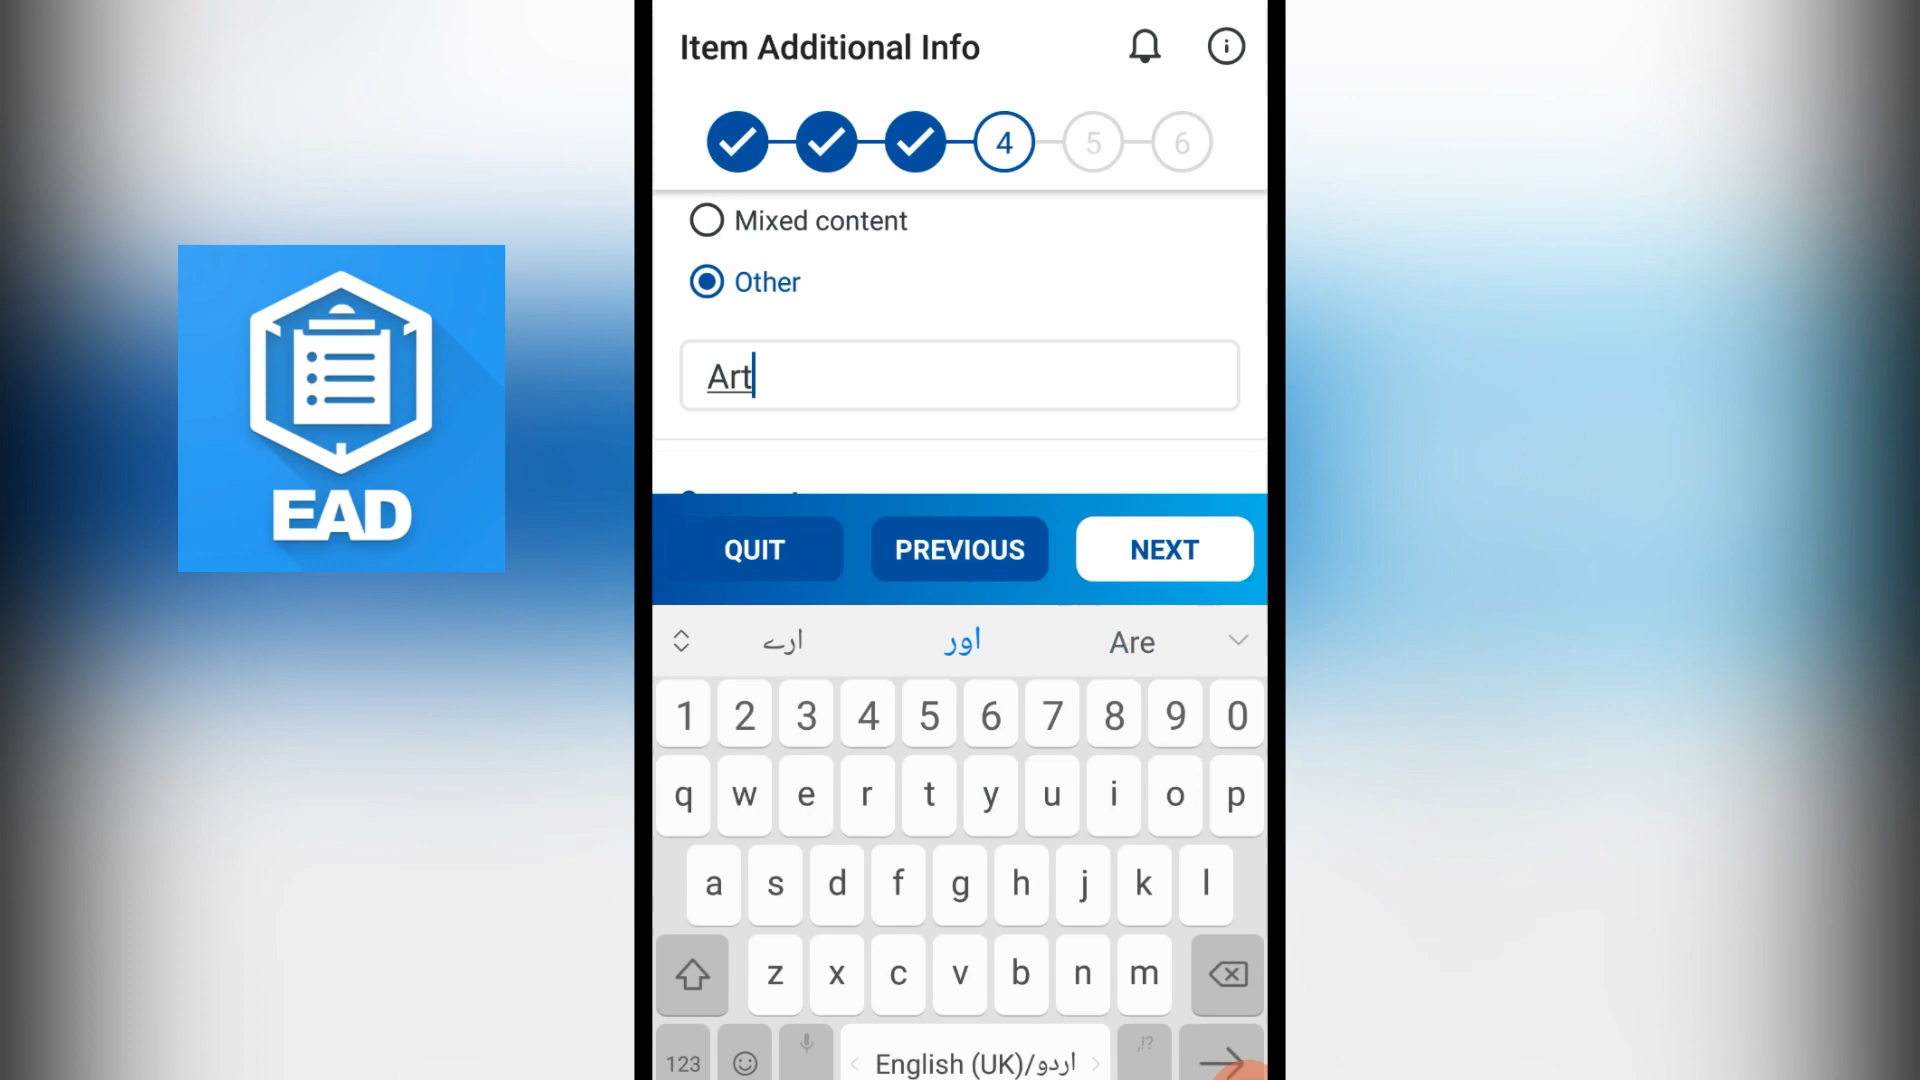 Item Additional Info
4 5 6
Mixed content
Other
Art
EAD
QUIT PREVIOUS NEXT
ارے اور Are
1 2 3 4 5 6 7 8 9 0
q w e r t y u i o p
a s d f g h j k l
z x c v b n m
,!?
123 English (UK)/اردو